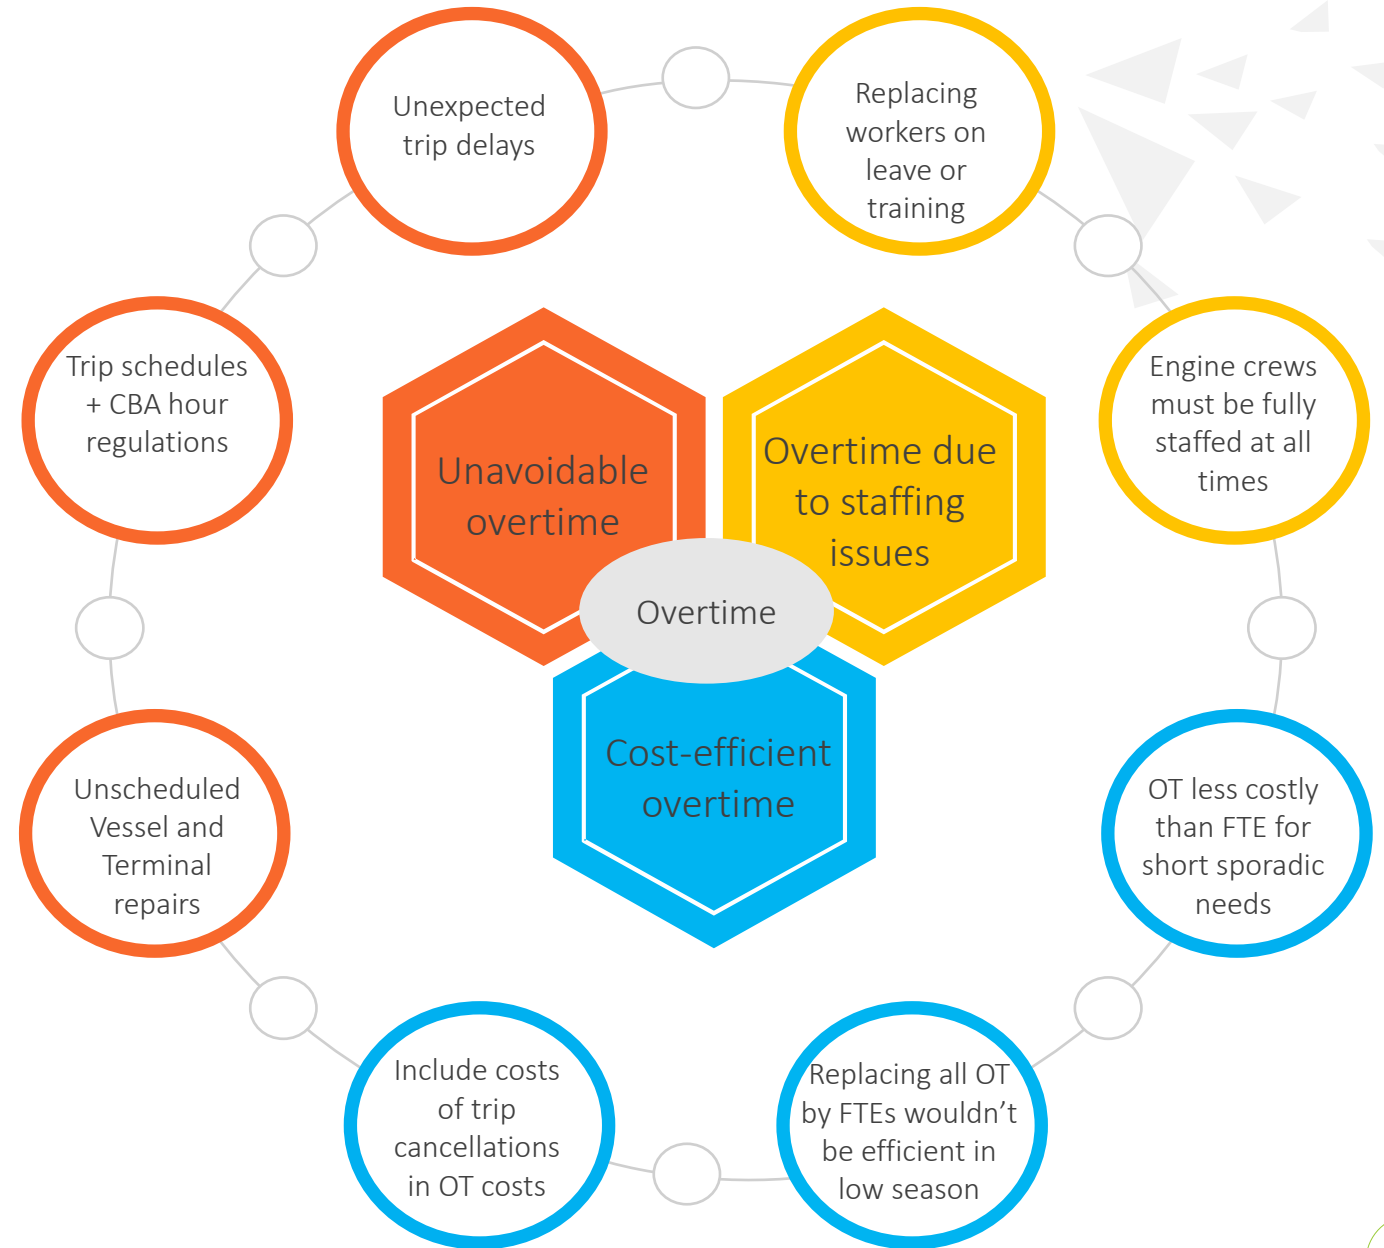 Unexpected
trip delays
Replacing
workers on
leave or
training
Trip schedules
+ CBA hour
regulations
Engine crews
must be fully
staffed at all
times
Unavoidable
overtime
Overtime due
to staffing
issues
Overtime
Cost-efficient
overtime
Unscheduled
Vessel and
Terminal
repairs
OT less costly
than FTE for
short sporadic
needs
Include costs
of trip
cancellations
in OT costs
Replacing all OT
by FTEs wouldn’t
be efficient in
low season